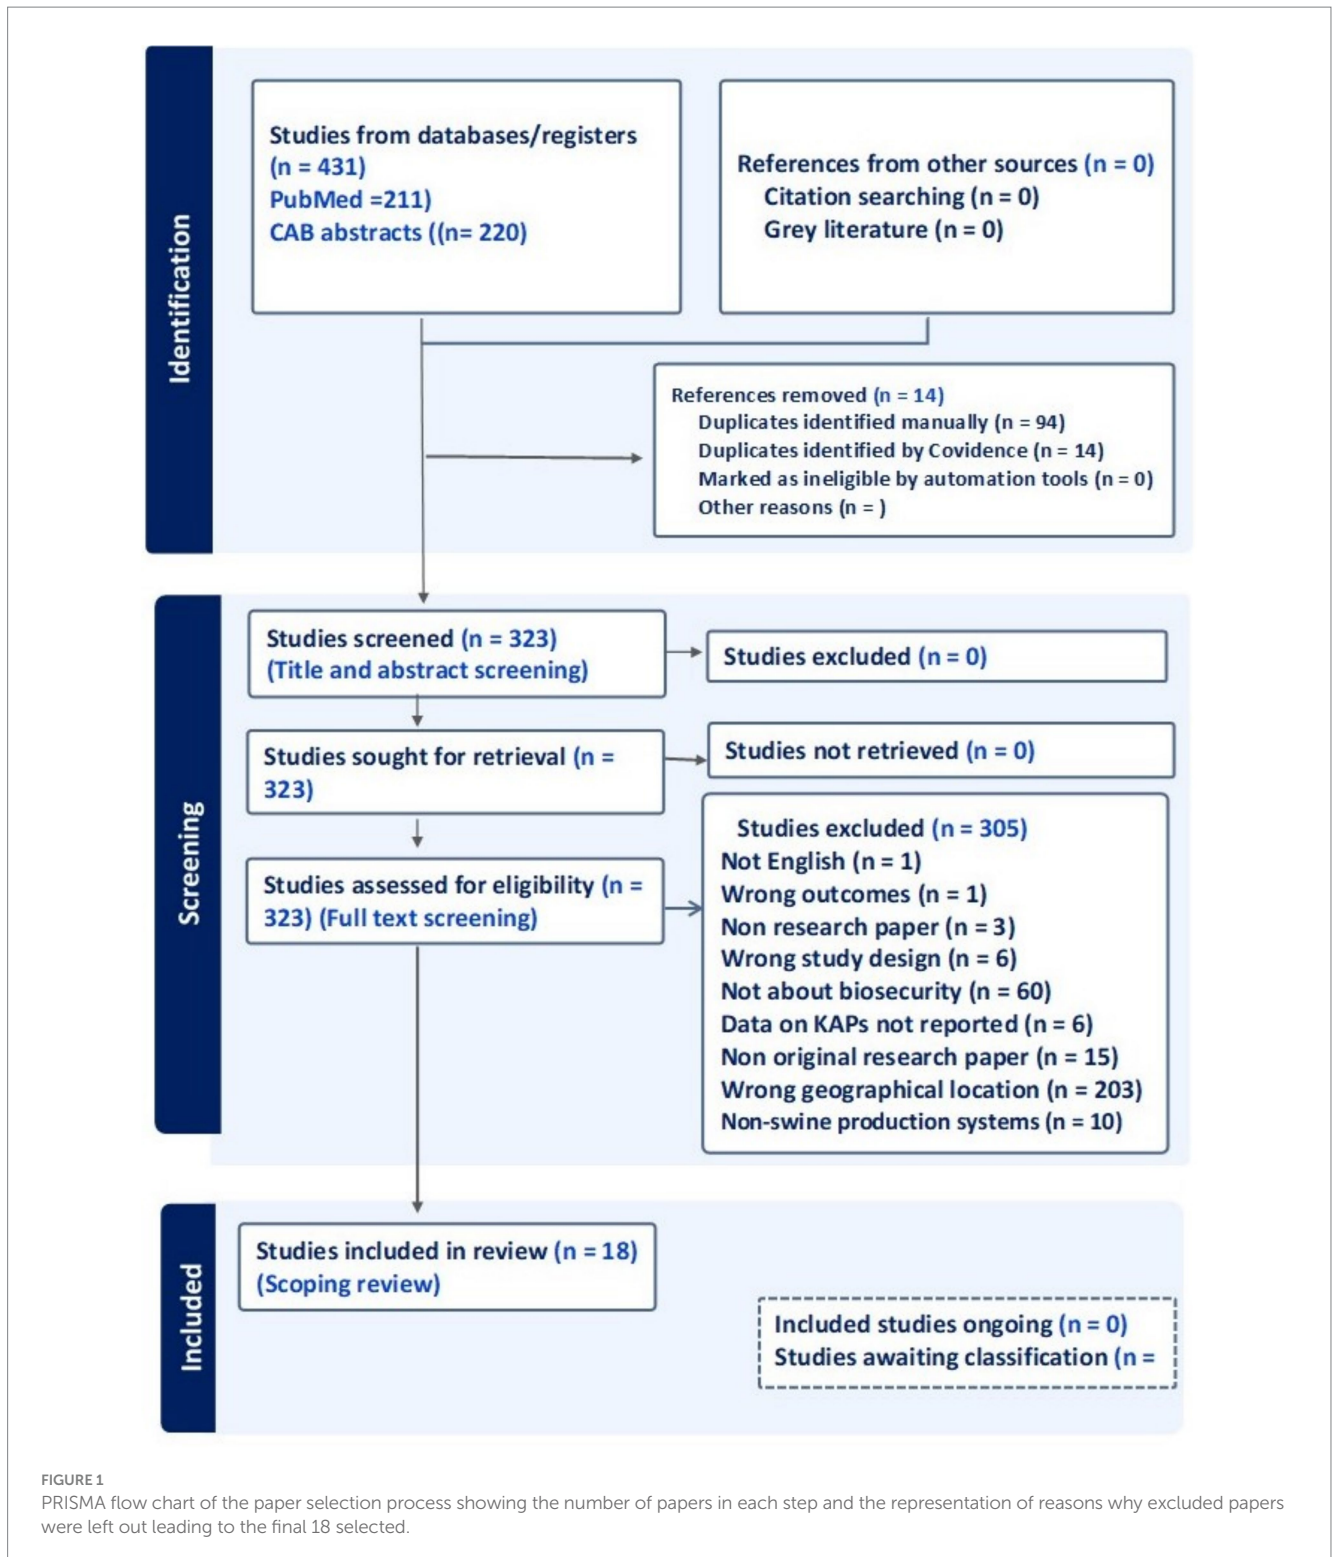 Identification
Studies from databases/registers
(n = 431)
PubMed =211)
CAB abstracts ((n= 220)
References from other sources (n = 0)
Citation searching (n = 0)
Grey literature (n = 0)
References removed (n = 14)
Duplicates identified manually (n = 94)
Duplicates identified by Covidence (n = 14)
Marked as ineligible by automation tools (n = 0)
Other reasons (n = )
Screening
Studies screened (n = 323)
(Title and abstract screening)
Studies excluded (n = 0)
Studies sought for retrieval (n =
323)
Studies not retrieved (n = 0)
Studies assessed for eligibility (n =
323) (Full text screening)
Studies excluded (n = 305)
Not English (n = 1)
Wrong outcomes (n = 1)
Non research paper (n = 3)
Wrong study design (n = 6)
Not about biosecurity (n = 60)
Data on KAPs not reported (n = 6)
Non original research paper (n = 15)
Wrong geographical location (n = 203)
Non-swine production systems (n = 10)
Included
Studies included in review (n = 18)
(Scoping review)
Included studies ongoing (n = 0)
Studies awaiting classification (n =
FIGURE 1
PRISMA flow chart of the paper selection process showing the number of papers in each step and the representation of reasons why excluded papers
were left out leading to the final 18 selected.